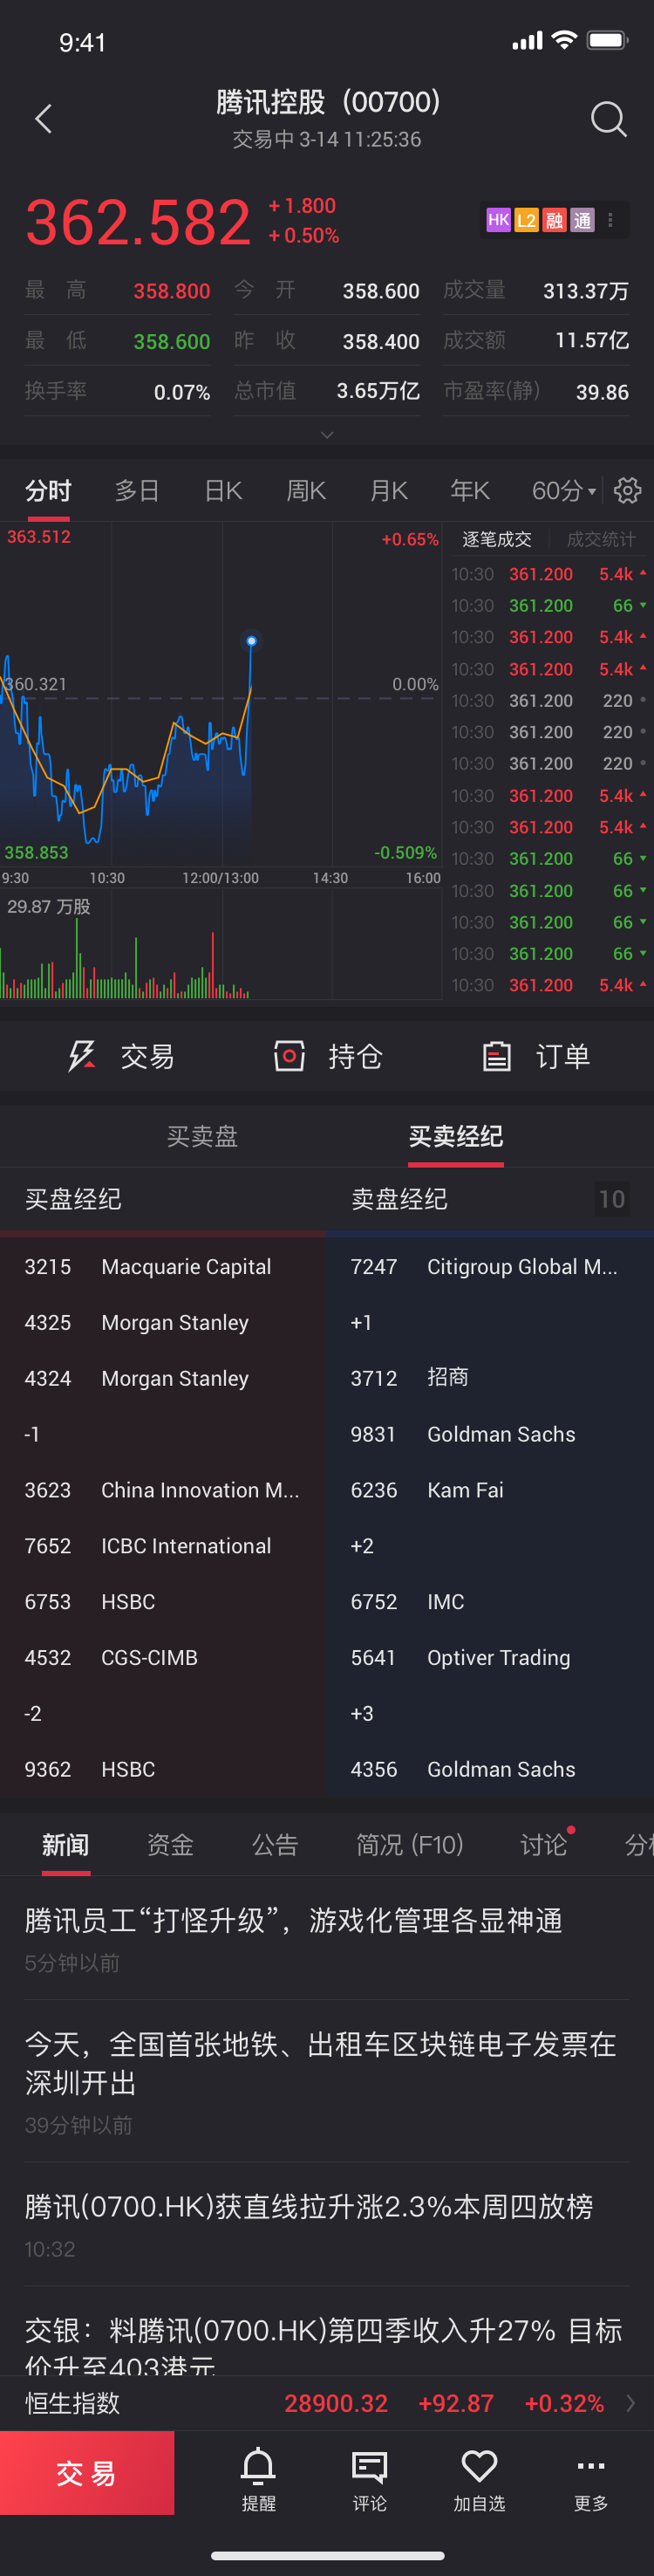 9:41
腾讯控股（00700）
交易中 3-14 11:25:36
362.582
+ 1.800
+ 0.50%
HK L2 融 通
最 高 358.800 今 开 358.600 成交量 313.37万
最 低 358.600 昨 收 358.400 成交额 11.57亿
换手率 0.07% 总市值 3.65万亿 市盈率(静) 39.86
分时 多日 日K 周K 月K 年K 60分
363.512 +0.65%
360.321 0.00%
358.853 -0.509%
9:30 10:30 12:00/13:00 14:30 16:00
29.87 万股
逐笔成交 成交统计
10:30 361.200 5.4k
10:30 361.200 66
10:30 361.200 5.4k
10:30 361.200 5.4k
10:30 361.200 220
10:30 361.200 220
10:30 361.200 220
10:30 361.200 5.4k
10:30 361.200 5.4k
10:30 361.200 66
10:30 361.200 66
10:30 361.200 66
10:30 361.200 66
10:30 361.200 5.4k
交易 持仓 订单
买卖盘 买卖经纪
买盘经纪 卖盘经纪 10
3215 Macquarie Capital 7247 Citigroup Global M...
4325 Morgan Stanley +1
4324 Morgan Stanley 3712 招商
-1 9831 Goldman Sachs
3623 China Innovation M... 6236 Kam Fai
7652 ICBC International +2
6753 HSBC 6752 IMC
4532 CGS-CIMB 5641 Optiver Trading
-2 +3
9362 HSBC 4356 Goldman Sachs
新闻 资金 公告 简况 (F10) 讨论 分析
腾讯员工“打怪升级”，游戏化管理各显神通
5分钟以前
今天，全国首张地铁、出租车区块链电子发票在
深圳开出
39分钟以前
腾讯(0700.HK)获直线拉升涨2.3%本周四放榜
10:32
交银：料腾讯(0700.HK)第四季收入升27% 目标
价升至403港元
恒生指数 28900.32 +92.87 +0.32%
交易 提醒 评论 加自选 更多